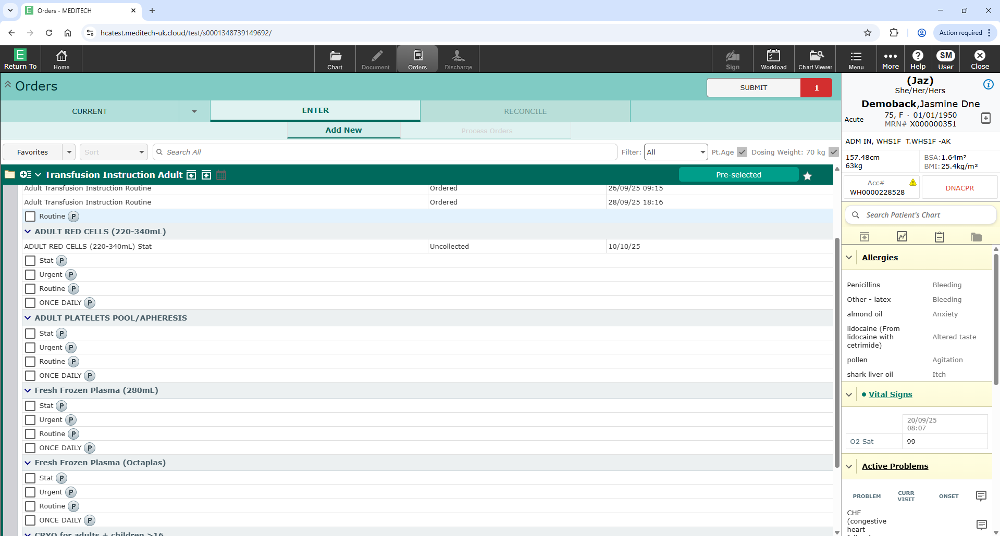 Orders - MEDITECH
hcatest.meditech-uk.cloud/test/s0001348739149692/
Action required
Return To
Home
Chart
Document
Orders
Discharge
Sign
Workload
Chart Viewer
Menu
More
Help
SM
User
Close
Orders
SUBMIT 1
CURRENT
ENTER
RECONCILE
Add New
Process Orders
Favorites
Sort
Search All
Filter: All
Pt.Age
Dosing Weight: 70 kg
Transfusion Instruction Adult
Pre-selected
Adult Transfusion Instruction Routine Ordered 26/09/25 09:15
Adult Transfusion Instruction Routine Ordered 28/09/25 18:16
Routine P
ADULT RED CELLS (220-340mL)
ADULT RED CELLS (220-340mL) Stat Uncollected 10/10/25
Stat P
Urgent P
Routine P
ONCE DAILY P
ADULT PLATELETS POOL/APHERESIS
Stat P
Urgent P
Routine P
ONCE DAILY P
Fresh Frozen Plasma (280mL)
Stat P
Urgent P
Routine P
ONCE DAILY P
Fresh Frozen Plasma (Octaplas)
Stat P
Urgent P
Routine P
ONCE DAILY P
CRYO for adults + children >16
(Jaz)
She/Her/Hers
Demoback,Jasmine Dne
Acute
75, F · 01/01/1950
MRN# X000000351
ADM IN, WHS1F T.WHS1F -AK
157.48cm
63kg
BSA:1.64m²
BMI:25.4kg/m²
Acc#
WH0000228528
DNACPR
Search Patient's Chart
Allergies
Penicillins Bleeding
Other - latex Bleeding
almond oil Anxiety
lidocaine (From
lidocaine with
cetrimide)
Altered taste
pollen Agitation
shark liver oil Itch
Vital Signs
20/09/25
08:07
O2 Sat 99
Active Problems
PROBLEM
CURR
VISIT
ONSET
CHF
(congestive
heart